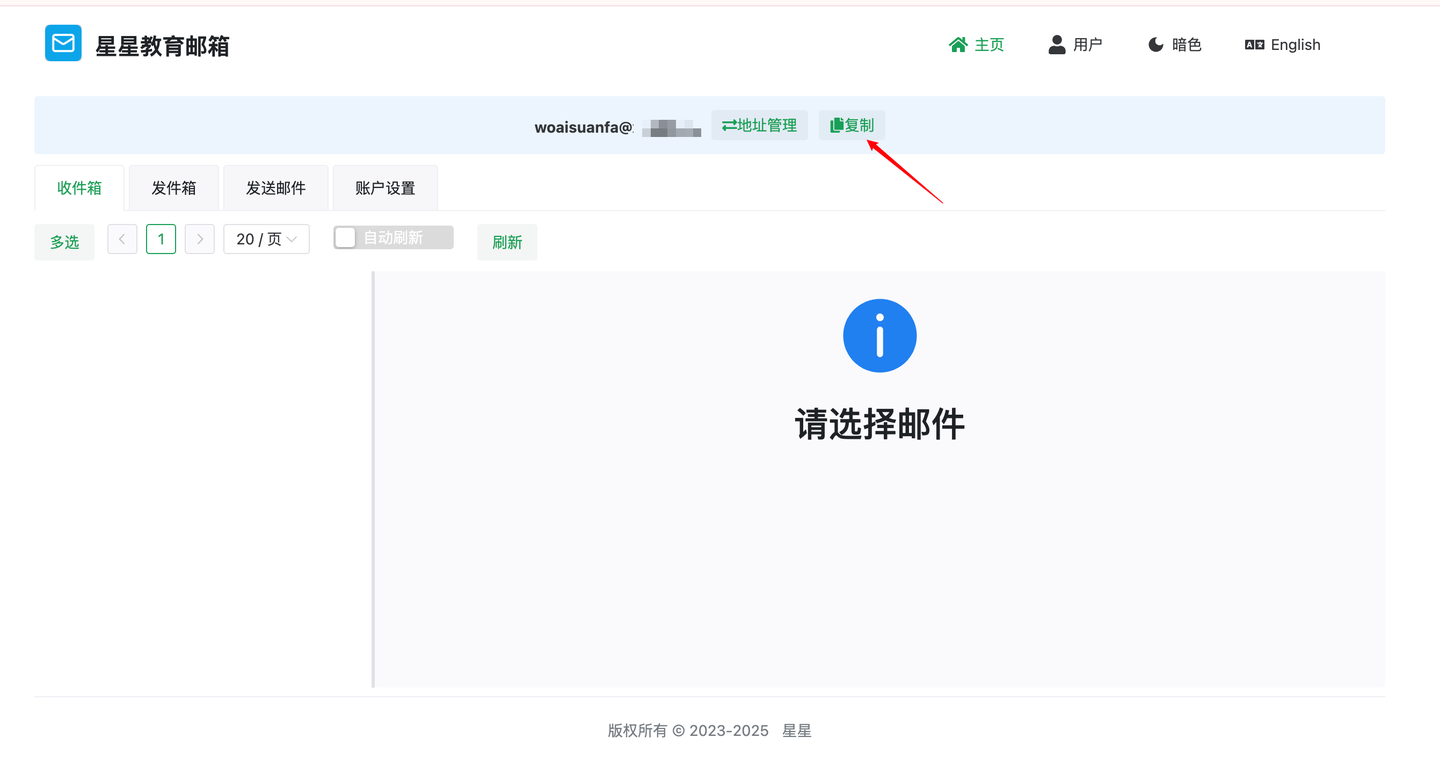 星星教育邮箱
主页 用户 暗色 English
woaisuanfa@ 地址管理 复制
收件箱 发件箱 发送邮件 账户设置
多选 1 20 / 页 自动刷新 刷新
请选择邮件
版权所有 © 2023-2025 星星